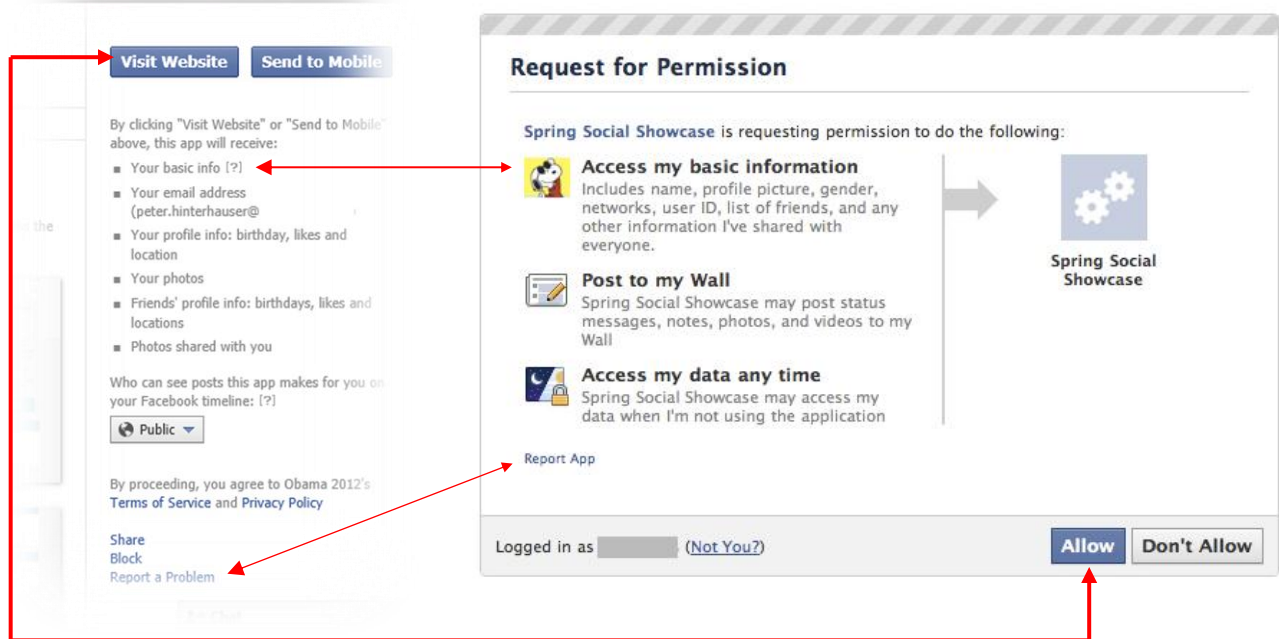 Visit Website Send to Mobile
By clicking "Visit Website" or "Send to Mobile"
above, this app will receive:
Your basic info [?]
Your email address
(peter.hinterhauser@
Your profile info: birthday, likes and
location
Your photos
Friends' profile info: birthdays, likes and
locations
Photos shared with you
Who can see posts this app makes for you on
your Facebook timeline: [?]
Public
By proceeding, you agree to Obama 2012's
Terms of Service and Privacy Policy
Share
Block
Report a Problem
the
Request for Permission
Spring Social Showcase is requesting permission to do the following:
Access my basic information
Includes name, profile picture, gender,
networks, user ID, list of friends, and any
other information I've shared with
everyone.
Post to my Wall
Spring Social Showcase may post status
messages, notes, photos, and videos to my
Wall
Access my data any time
Spring Social Showcase may access my
data when I'm not using the application
Spring Social
Showcase
Report App
Logged in as (Not You?)
Allow Don't Allow